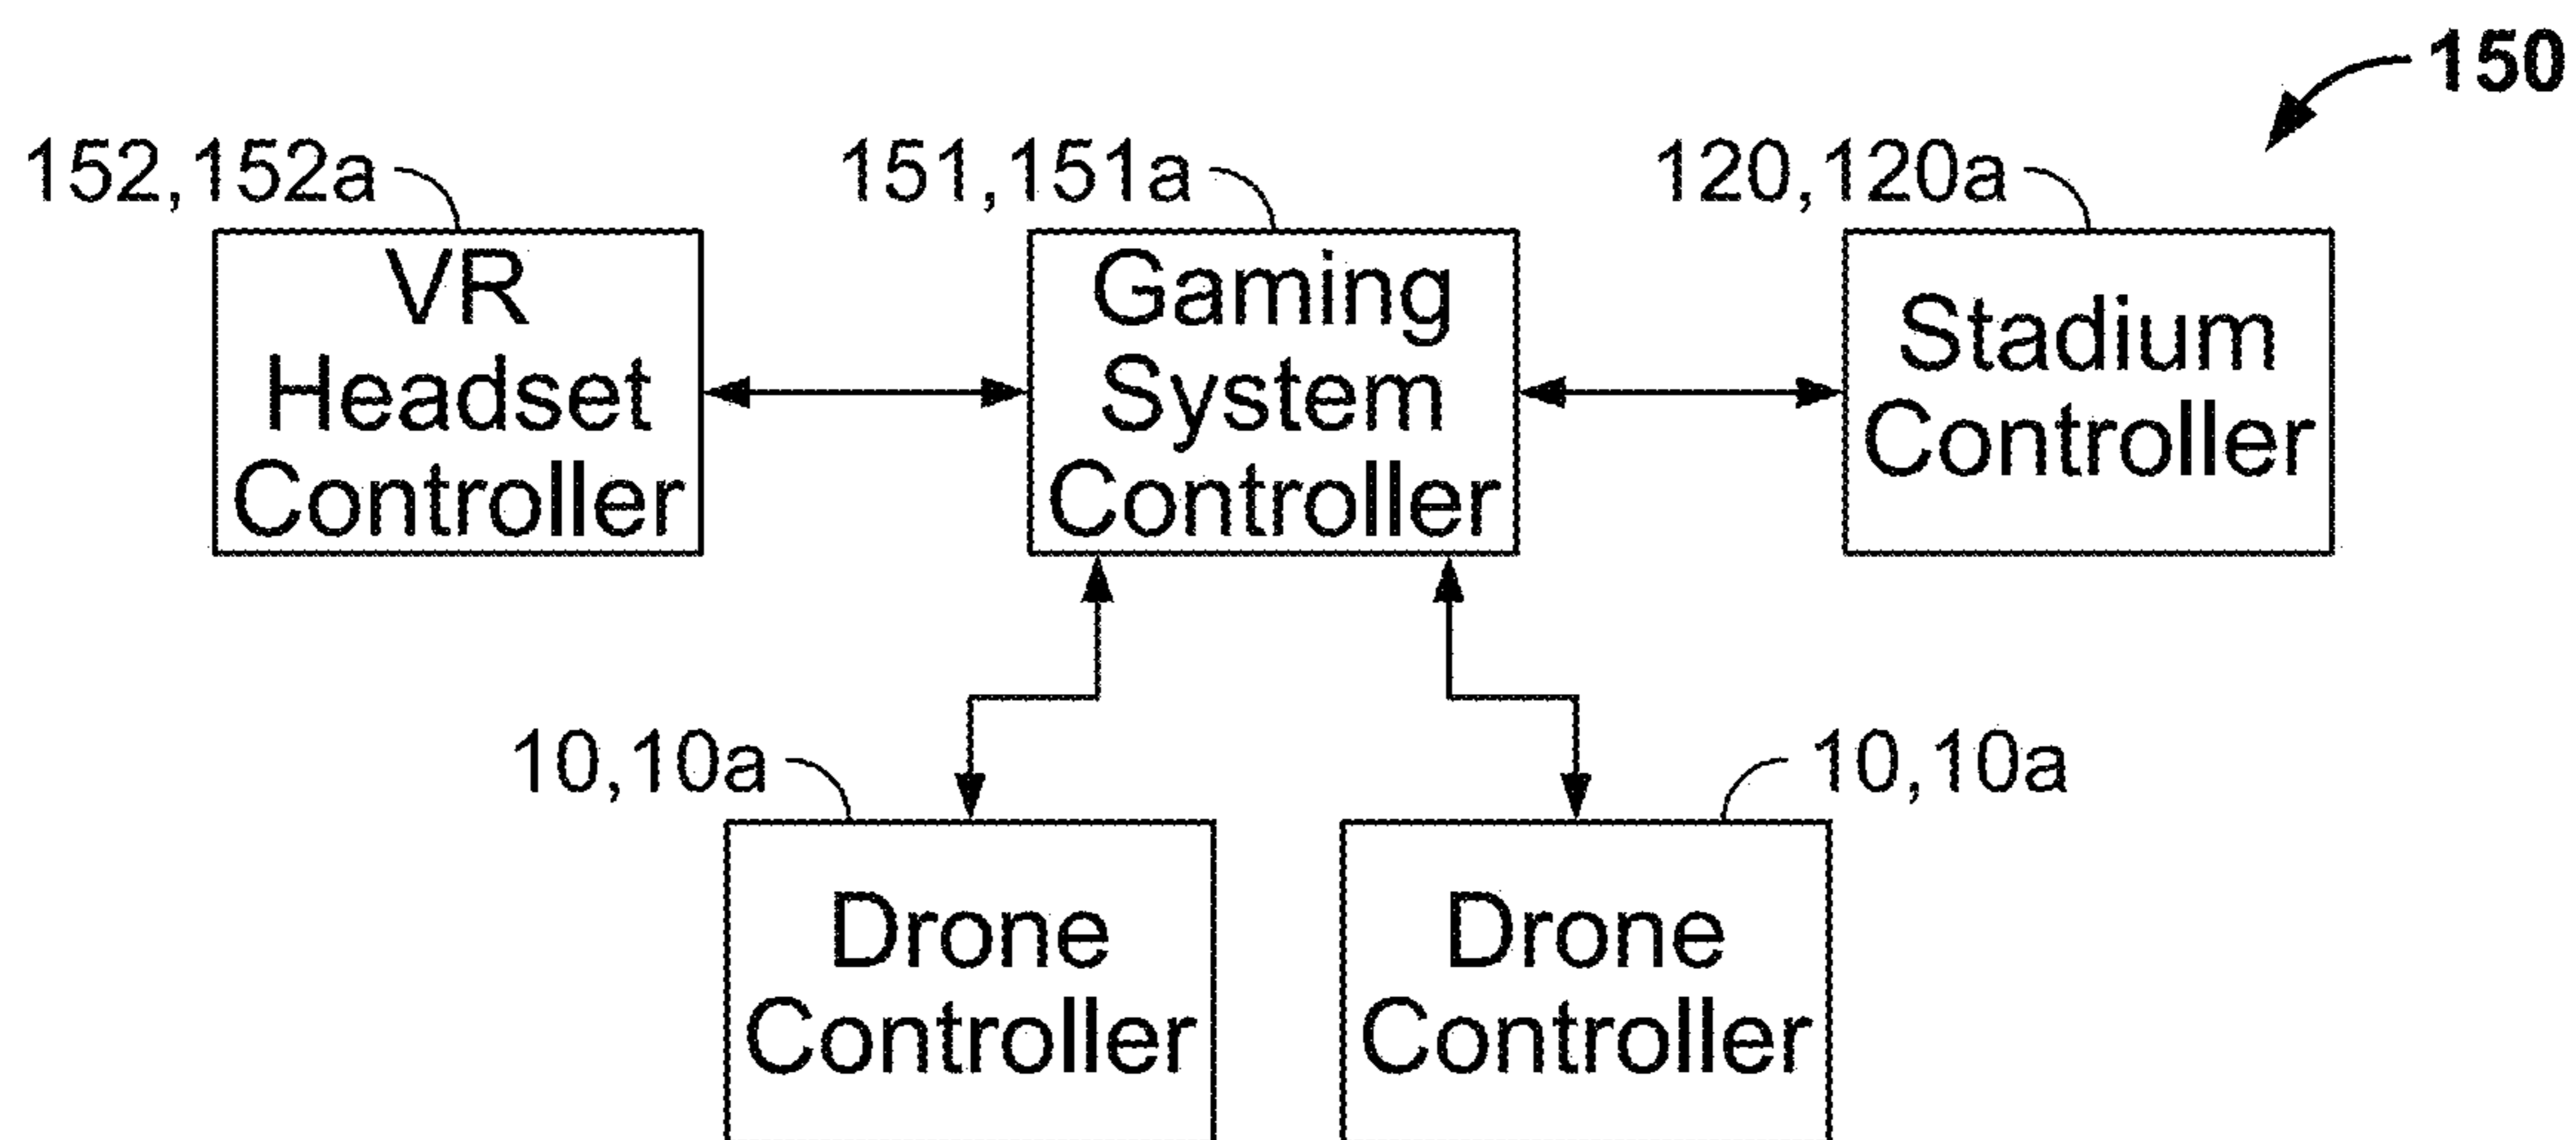 150
152,152a
151,151a
120,120a
VR
Headset
Controller
Gaming
System
Controller
Stadium
Controller
10,10a
10,10a
Drone
Controller
Drone
Controller